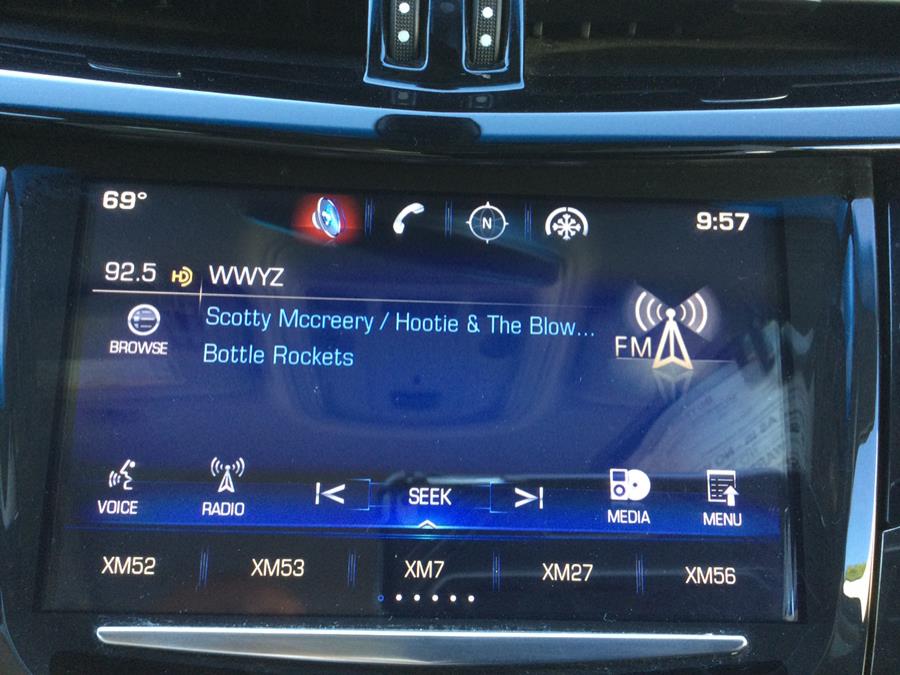 69° N 9:57
92.5 HD WWYZ
Scotty Mccreery / Hootie & The Blow...
BROWSE
Bottle Rockets
FM
VOICE RADIO SEEK MEDIA MENU
XM52 XM53 XM7 XM27 XM56